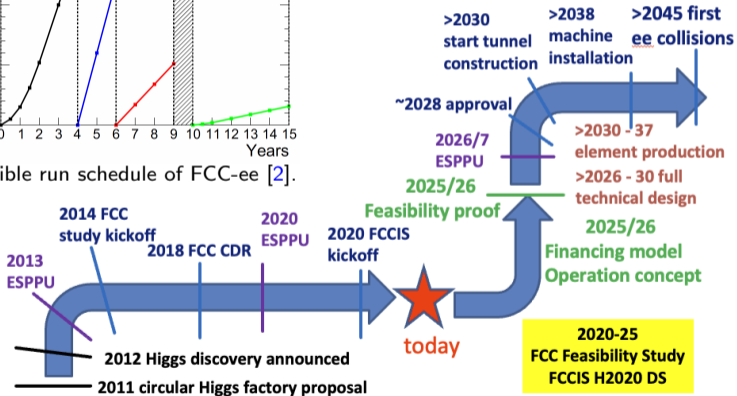 0 1 2 3 4 5 6 7 8 9 10 11 12 13 14 15
Years
ible run schedule of FCC-ee [2].
>2030
start tunnel
construction
>2038
machine
installation
>2045 first
ee collisions
~2028 approval
2026/7
ESPPU
>2030 - 37
element production
>2026 - 30 full
technical design
2025/26
Feasibility proof
2025/26
Financing model
Operation concept
2013
ESPPU
2014 FCC
study kickoff
2018 FCC CDR
2020
ESPPU
2020 FCCIS
kickoff
today
2012 Higgs discovery announced
2011 circular Higgs factory proposal
2020-25
FCC Feasibility Study
FCCIS H2020 DS